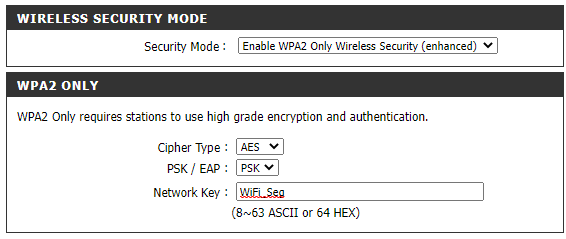 WIRELESS SECURITY MODE
Security Mode : Enable WPA2 Only Wireless Security (enhanced)
WPA2 ONLY
WPA2 Only requires stations to use high grade encryption and authentication.
Cipher Type : AES
PSK / EAP : PSK
Network Key : WiFi_Seg
(8~63 ASCII or 64 HEX)